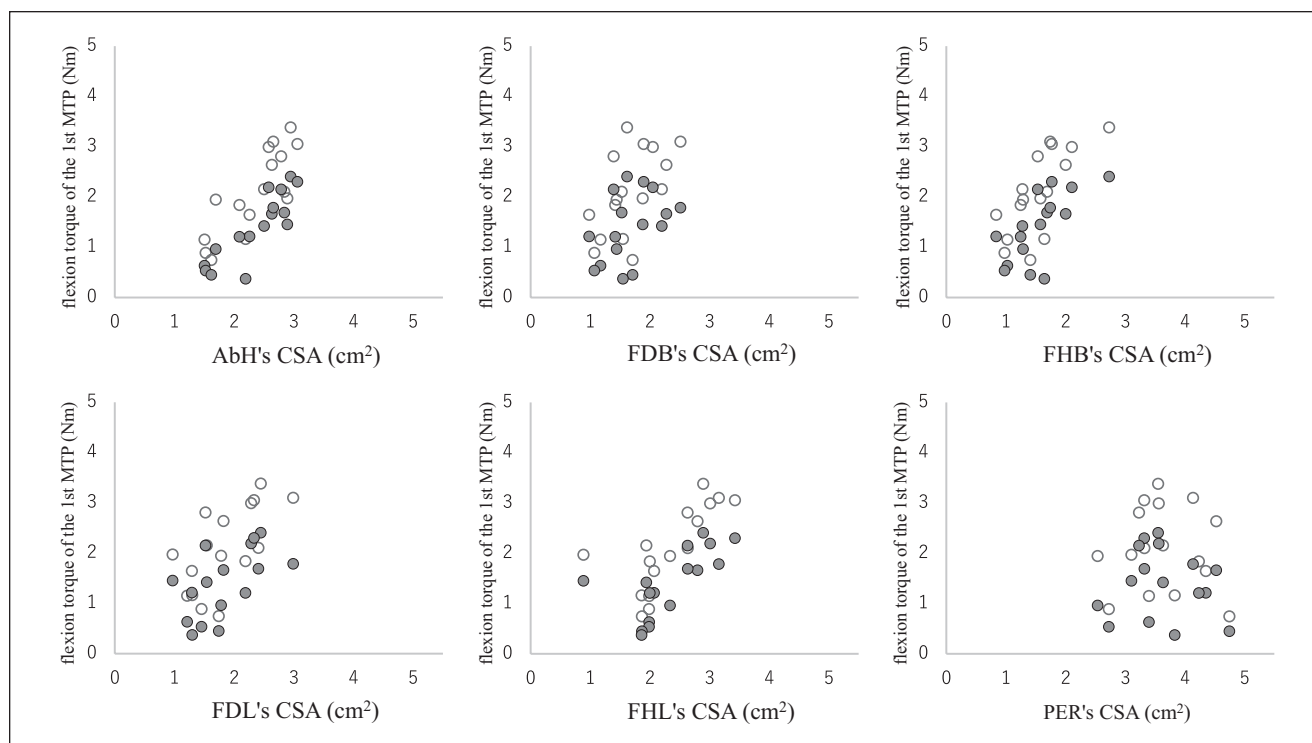 flexion torque of the 1st MTP (Nm)
5
4
3
2
1
0
0 1 2 3 4 5
AbH's CSA (cm²)
flexion torque of the 1st MTP (Nm)
5
4
3
2
1
0
0 1 2 3 4 5
FDB's CSA (cm²)
flexion torque of the 1st MTP (Nm)
5
4
3
2
1
0
0 1 2 3 4 5
FHB's CSA (cm²)
flexion torque of the 1st MTP (Nm)
5
4
3
2
1
0
0 1 2 3 4 5
FDL's CSA (cm²)
flexion torque of the 1st MTP (Nm)
5
4
3
2
1
0
0 1 2 3 4 5
FHL's CSA (cm²)
flexion torque of the 1st MTP (Nm)
5
4
3
2
1
0
0 1 2 3 4 5
PER's CSA (cm²)